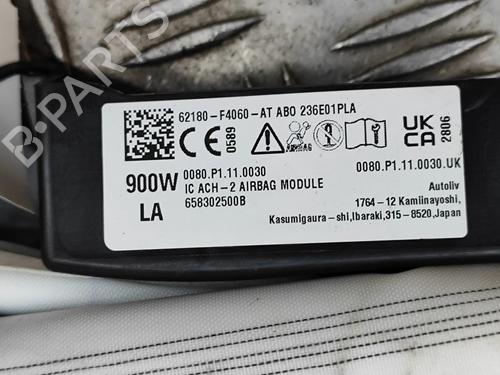 62180-F4060-AT ABO 236E01PLA
CE 0589
AIRBAG
UK CA 2806
900W
LA
0080.P1.11.0030
IC ACH-2 AIRBAG MODULE
658302500B
0080.P1.11.0030.UK
Autoliv
1764-12 Kamiinayoshi,
Kasumigaura-shi,Ibaraki,315-8520,Japan
B-PARTS